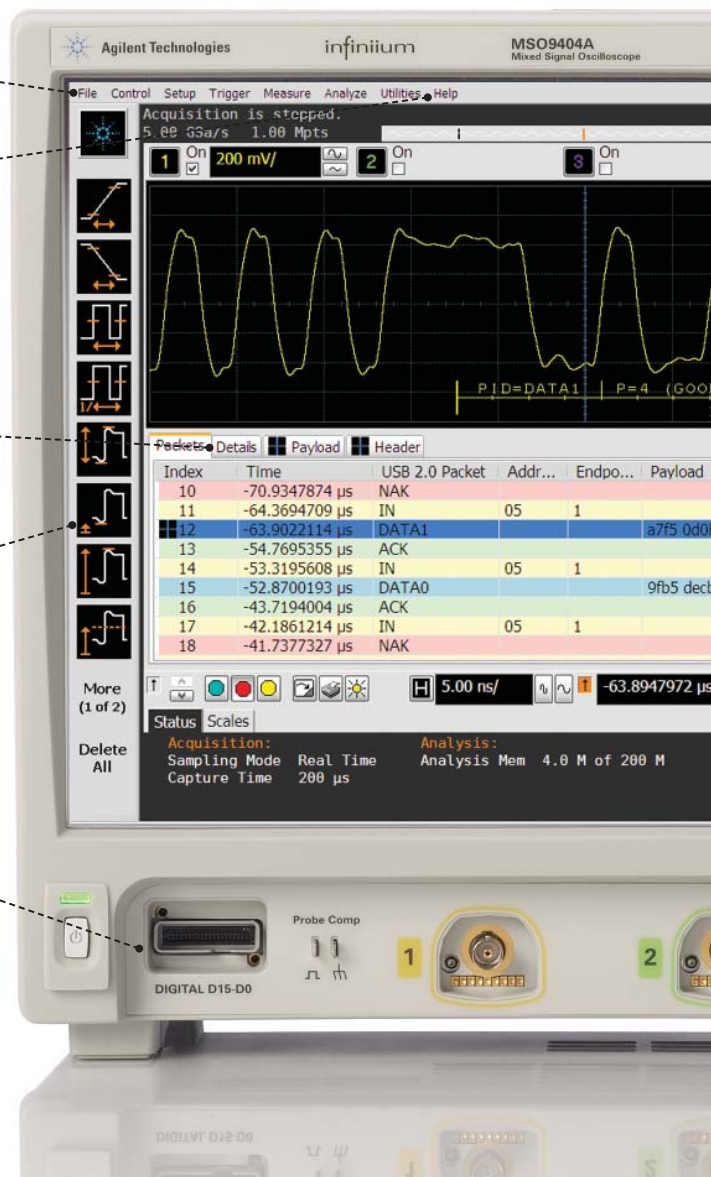 Agilent Technologies infiniium MSO9404A
Mixed Signal Oscilloscope
File Control Setup Trigger Measure Analyze Utilities Help
Acquisition is stopped.
5.00 GSa/s 1.00 Mpts
1 On 200 mV/ 2 On 3 On
PID=DATA1 P=4 (GOO
1/
Packets Details Payload Header
Index Time USB 2.0 Packet Addr... Endpo... Payload
10 -70.9347874 µs NAK
11 -64.3694709 µs IN 05 1
12 -63.9022114 µs DATA1 a7f5 0d0
13 -54.7695355 µs ACK
14 -53.3195608 µs IN 05 1
15 -52.8700193 µs DATA0 9fb5 dec
16 -43.7194004 µs ACK
17 -42.1861214 µs IN 05 1
18 -41.7377327 µs NAK
More
(1 of 2)
Delete
All
H 5.00 ns/ -63.8947972 µs
Status Scales
Acquisition: Analysis:
Sampling Mode Real Time Analysis Mem 4.0 M of 200 M
Capture Time 200 µs
Probe Comp
DIGITAL D15-D0
1 2